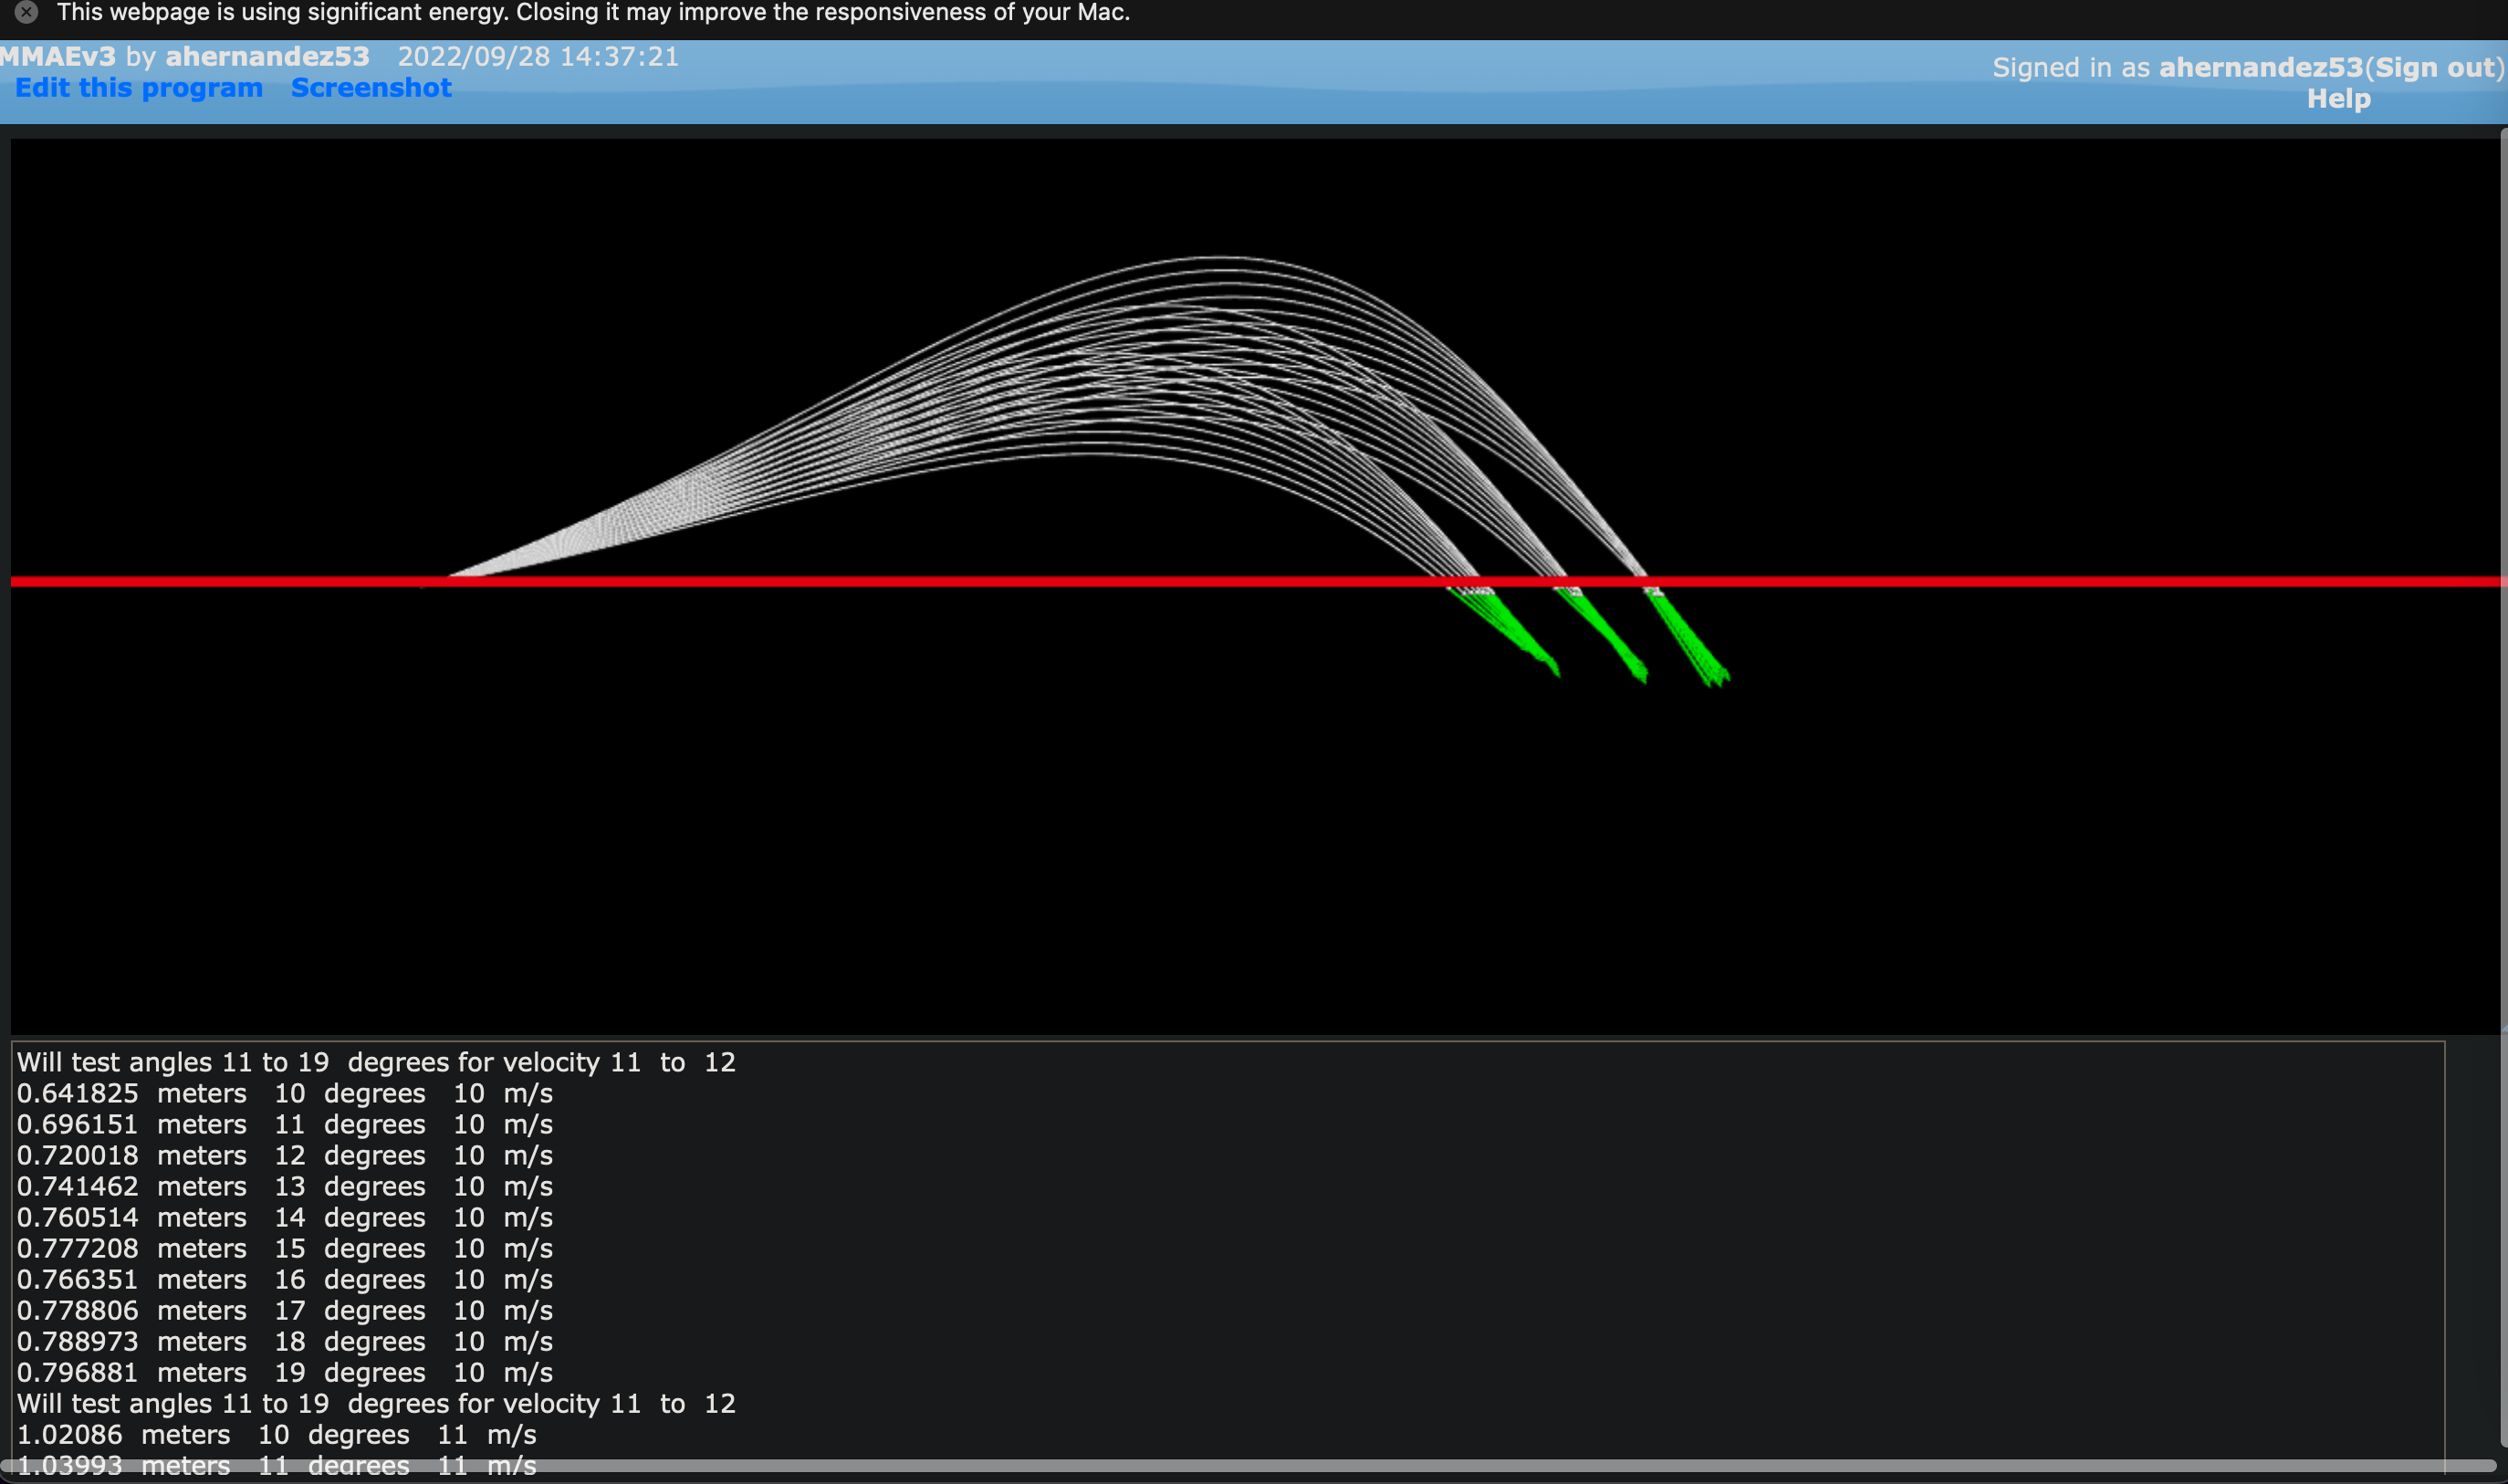 This webpage is using significant energy. Closing it may improve the responsiveness of your Mac.
MMAEv3 by ahernandez53 2022/09/28 14:37:21
Signed in as ahernandez53(Sign out)
Edit this program Screenshot
Help
Will test angles 11 to 19 degrees for velocity 11 to 12
0.641825 meters 10 degrees 10 m/s
0.696151 meters 11 degrees 10 m/s
0.720018 meters 12 degrees 10 m/s
0.741462 meters 13 degrees 10 m/s
0.760514 meters 14 degrees 10 m/s
0.777208 meters 15 degrees 10 m/s
0.766351 meters 16 degrees 10 m/s
0.778806 meters 17 degrees 10 m/s
0.788973 meters 18 degrees 10 m/s
0.796881 meters 19 degrees 10 m/s
Will test angles 11 to 19 degrees for velocity 11 to 12
1.02086 meters 10 degrees 11 m/s
1.03993 meters 11 degrees 11 m/s